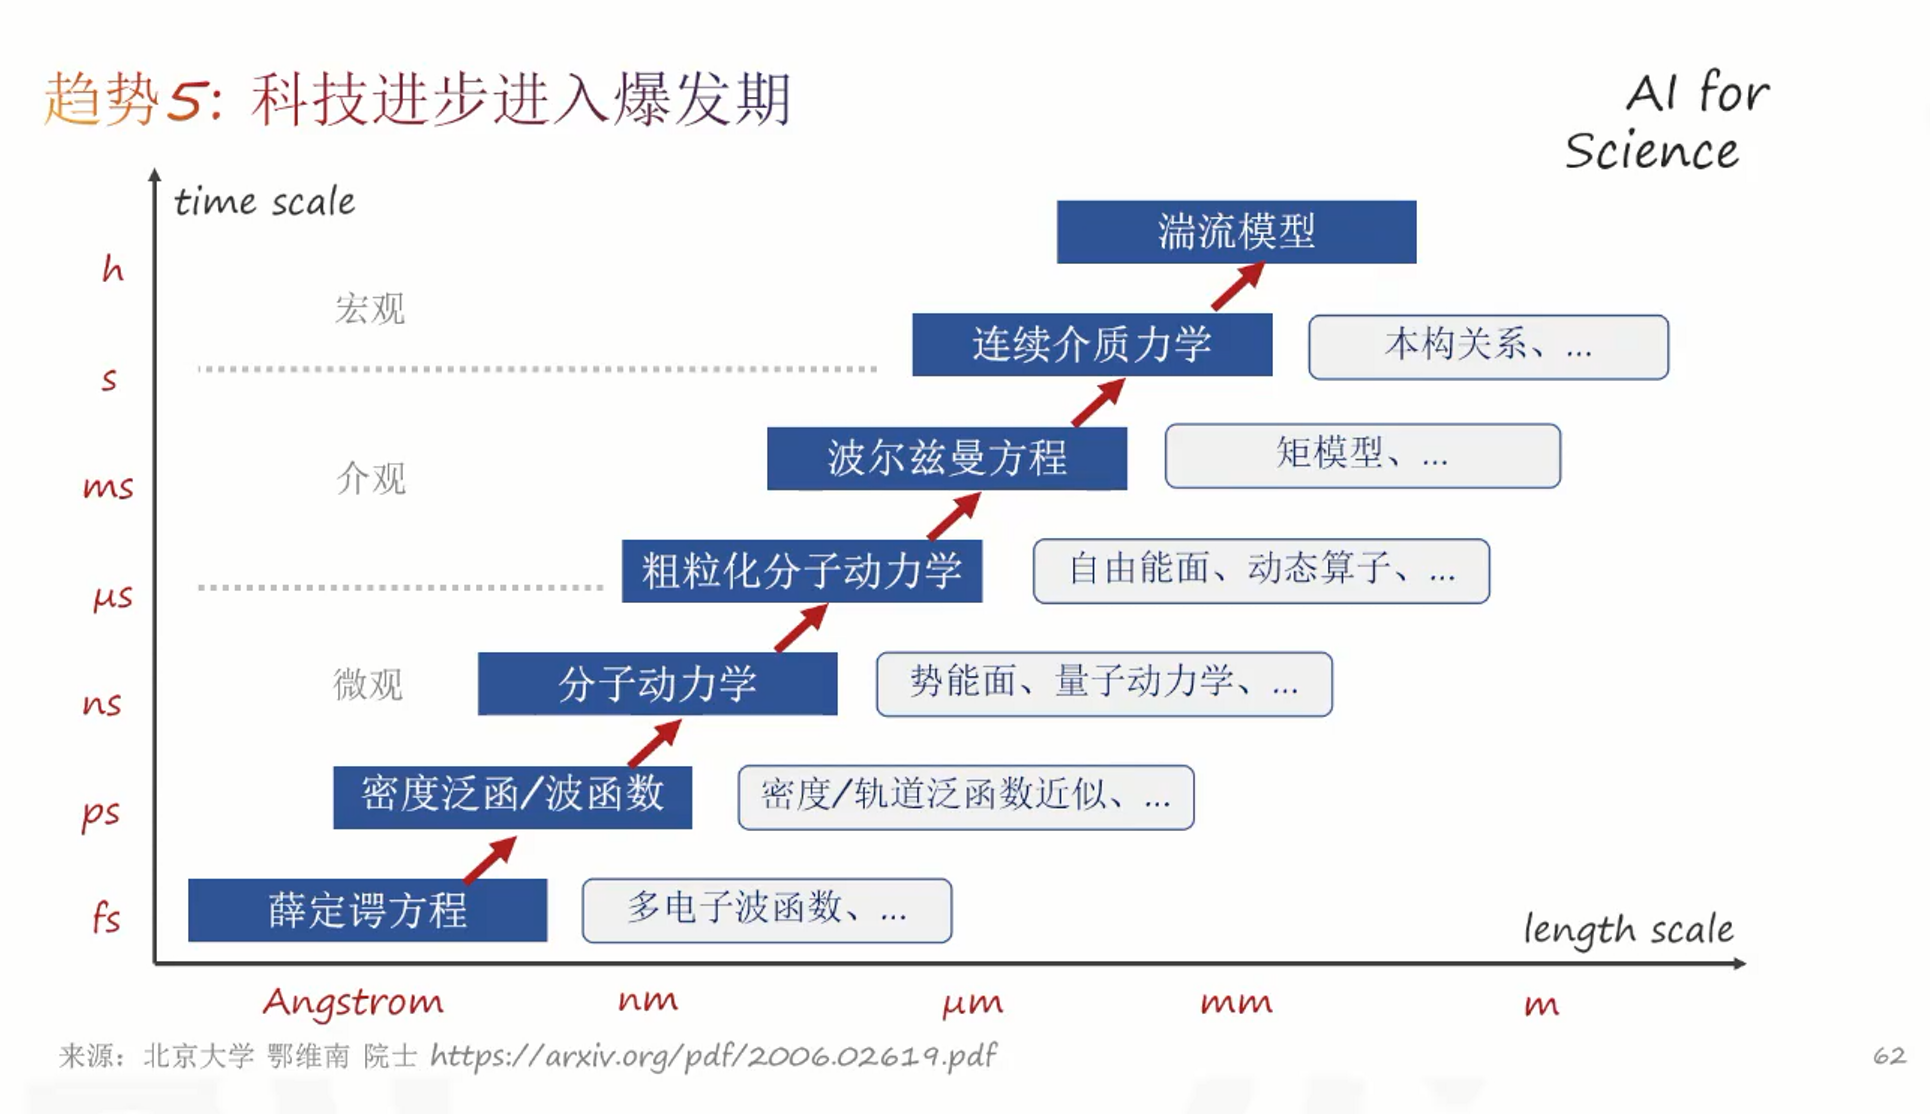 趋势5: 科技进步进入爆发期
AI for
Science
time scale
h
s
ms
μs
ns
ps
fs
宏观
介观
微观
湍流模型
连续介质力学
本构关系、...
波尔兹曼方程
矩模型、...
粗粒化分子动力学
自由能面、动态算子、...
分子动力学
势能面、量子动力学、...
密度泛函/波函数
密度/轨道泛函数近似、...
薛定谔方程
多电子波函数、...
length scale
Angstrom
nm
μm
mm
m
来源：北京大学 鄂维南 院士 https://arxiv.org/pdf/2006.02619.pdf
62